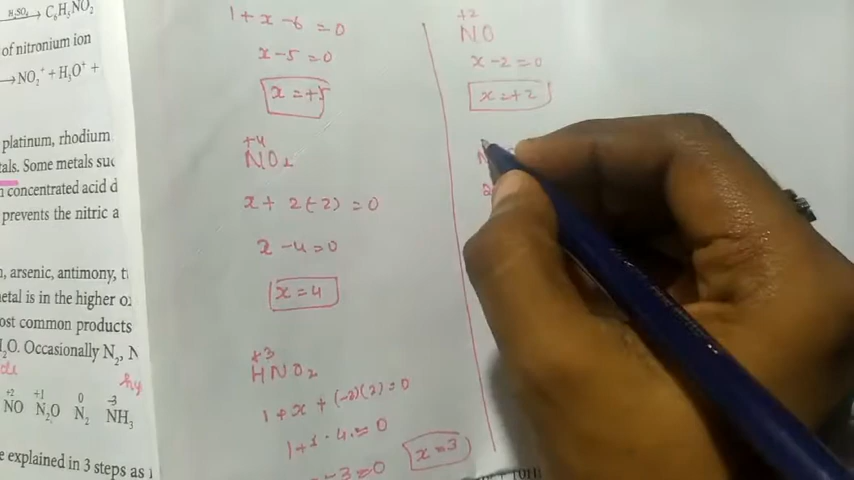 H₂SO₄ → C₆H₅NO₂
of nitronium ion
→ NO₂⁺ + H₃O⁺ +
platinum, rhodium
tals. Some metals suc
n concentrated acid d
prevents the nitric a
n, arsenic, antimony, t
etal is in the higher o
ost common products
₂O. Occasionally N₂, N
hy
+2 +1 0 -3
NO N₂O N₂ NH₃
e explained in 3 steps as
1 + x - 6 = 0
x - 5 = 0
x = +5
+4
NO₂
x + 2(-2) = 0
x - 4 = 0
x = 4
+3
HNO₂
1 + x + (-2)(2) = 0
x - 3 = 0
x = 3
+2
NO
x - 2 = 0
x = +2
N
2